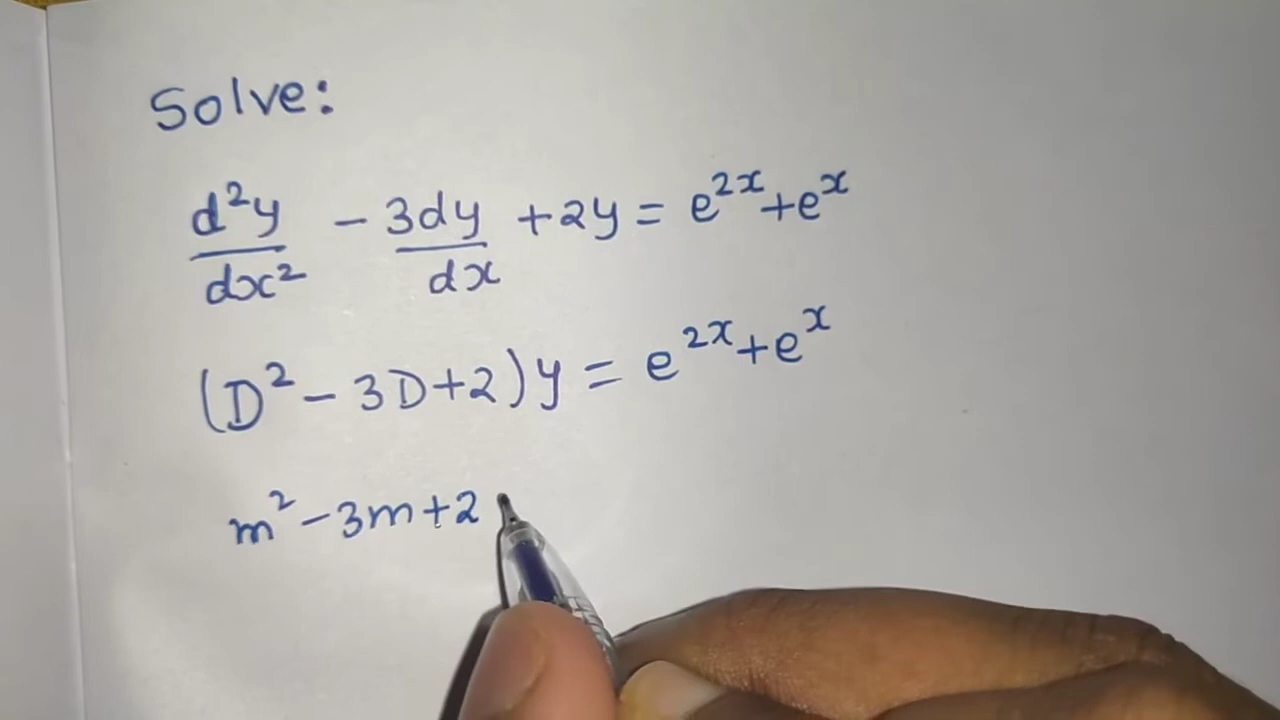 Solve:
d²y/dx² - 3dy/dx + 2y = e^{2x} + e^x
(D² - 3D + 2)y = e^{2x} + e^x
m² - 3m + 2